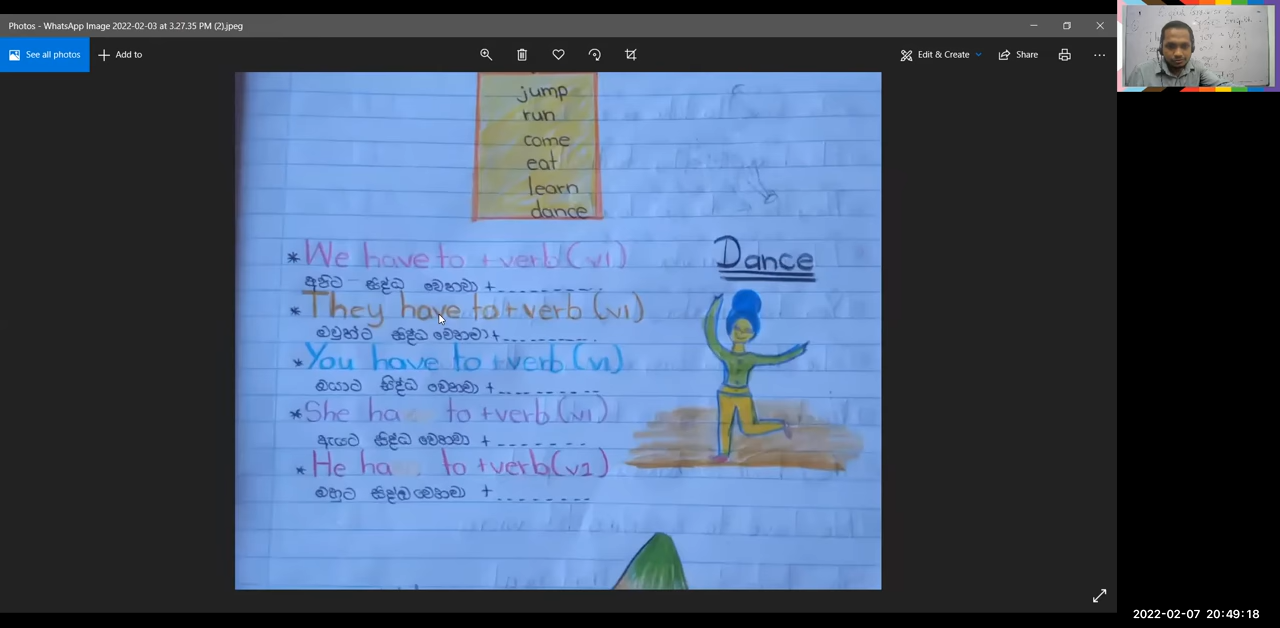 Photos - WhatsApp Image 2022-02-03 at 3.27.35 PM (2).jpeg
See all photos
Add to
Edit & Create
Share
jump
run
come
eat
learn
dance
*We have to +verb (v1)
අපිට සිද්ධ වෙනවා +---------
Dance
*They have to +verb (v1)
ඔවුන්ට සිද්ධ වෙනවා +---------
*You have to +verb (v1)
ඔයාට සිද්ධ වෙනවා +---------
*She ha to +verb (v1)
ඇයට සිද්ධ වෙනවා +-------
*He ha to +verb(v1)
ඔහුට සිද්ධ වෙනවා +---------
2022-02-07 20:49:18